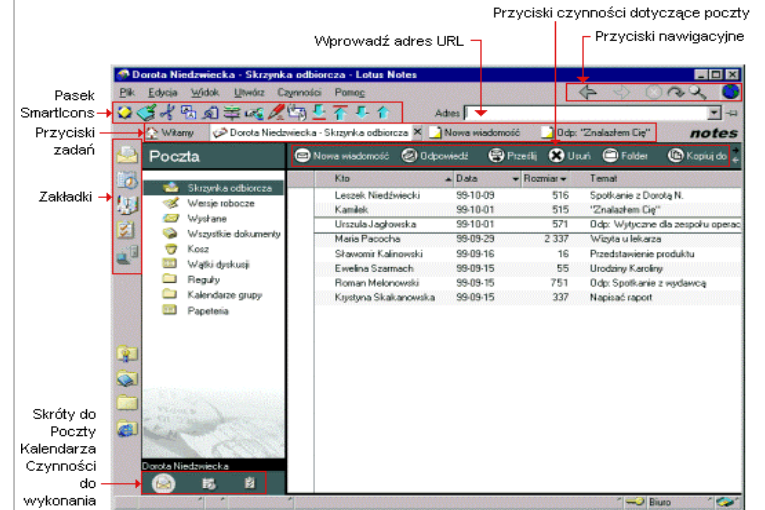 Przyciski czynności dotyczące poczty
Wprowadź adres URL
Przyciski nawigacyjne
Dorota Niedzwiecka - Skrzynka odbiorcza - Lotus Notes
Plik Edycja Widok Utwórz Czynności Pomoc
Pasek
SmartIcons
Adres
Przyciski
zadań
Witamy
Dorota Niedzwiecka - Skrzynka odbiorcza
Nowa wiadomość
Odp: "Znalazłem Cię"
notes
Poczta
Nowa wiadomość
Odpowiedź
Prześlij
Usuń
Folder
Kopiuj do
Zakładki
Kto Data Rozmiar Temat
Leszek Niedźwiecki 99-10-09 516 Spotkanie z Dorotą N.
Kamilek 99-10-01 515 "Znalazłem Cię"
Urszula Jagłowska 99-10-01 571 Odp: Wytyczne dla zespołu operac
Maria Pacocha 99-09-29 2 337 Wizyta u lekarza
Sławomir Kalinowski 99-09-16 16 Przedstawienie produktu
Ewelina Szarmach 99-09-15 55 Urodziny Karoliny
Roman Melonowski 99-09-15 751 Odp: Spotkanie z wydawcą
Krystyna Skakanowska 99-09-15 337 Napisać raport
Skrzynka odbiorcza
Wersje robocze
Wysłane
Wszystkie dokumenty
Kosz
Wątki dyskusji
Reguły
Kalendarze grupy
Papeteria
Skróty do
Poczty
Kalendarza
Czynności
do
wykonania
Dorota Niedzwiecka
Biuro